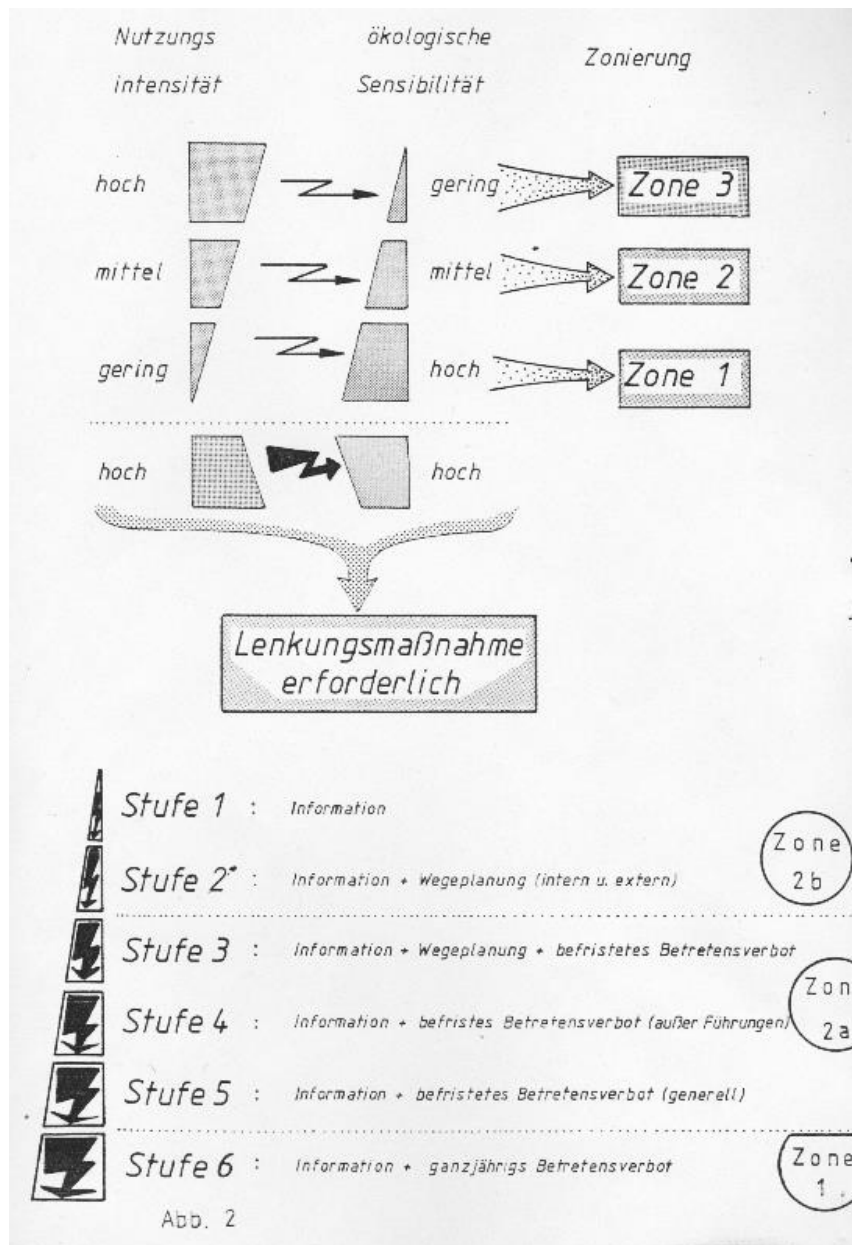 Nutzungs ökologische Zonierung
intensität Sensibilität
hoch gering Zone 3
mittel mittel Zone 2
gering hoch Zone 1
hoch hoch
Lenkungsmaßnahme
erforderlich
Stufe 1 : Information
Stufe 2 : Information + Wegeplanung (intern u. extern)
Zone
2b
Stufe 3 : Information + Wegeplanung + befristetes Betretensverbot
Stufe 4 : Information + befristes Betretensverbot (außer Führungen)
Zon
2a
Stufe 5 : Information + befristetes Betretensverbot (generell)
Stufe 6 : Information + ganzjährigs Betretensverbot
Zone
1
Abb. 2